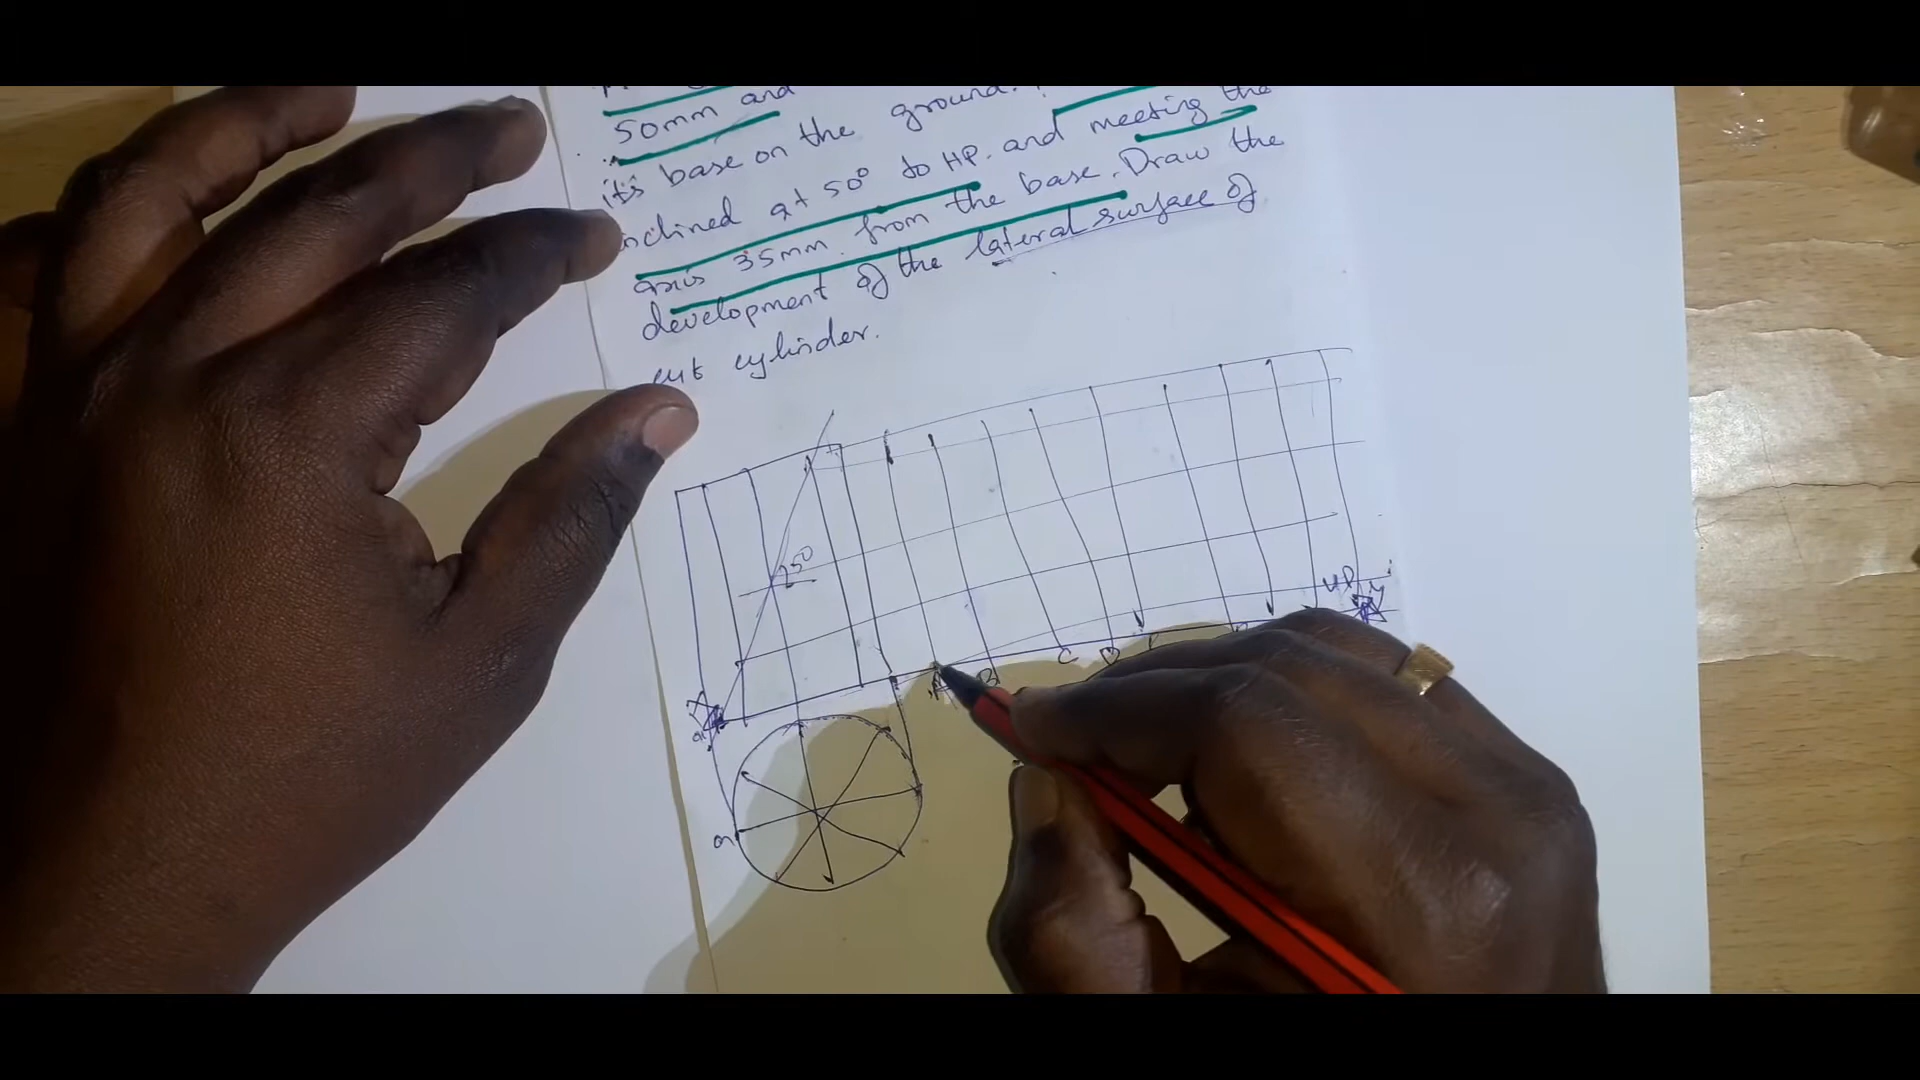 50mm and
its base on the ground.
inclined at 50° to HP. and meeting the
axis 35mm from the base. Draw the
development of the lateral surface of
cut cylinder.
50
HP
y
C
D
B
A
a